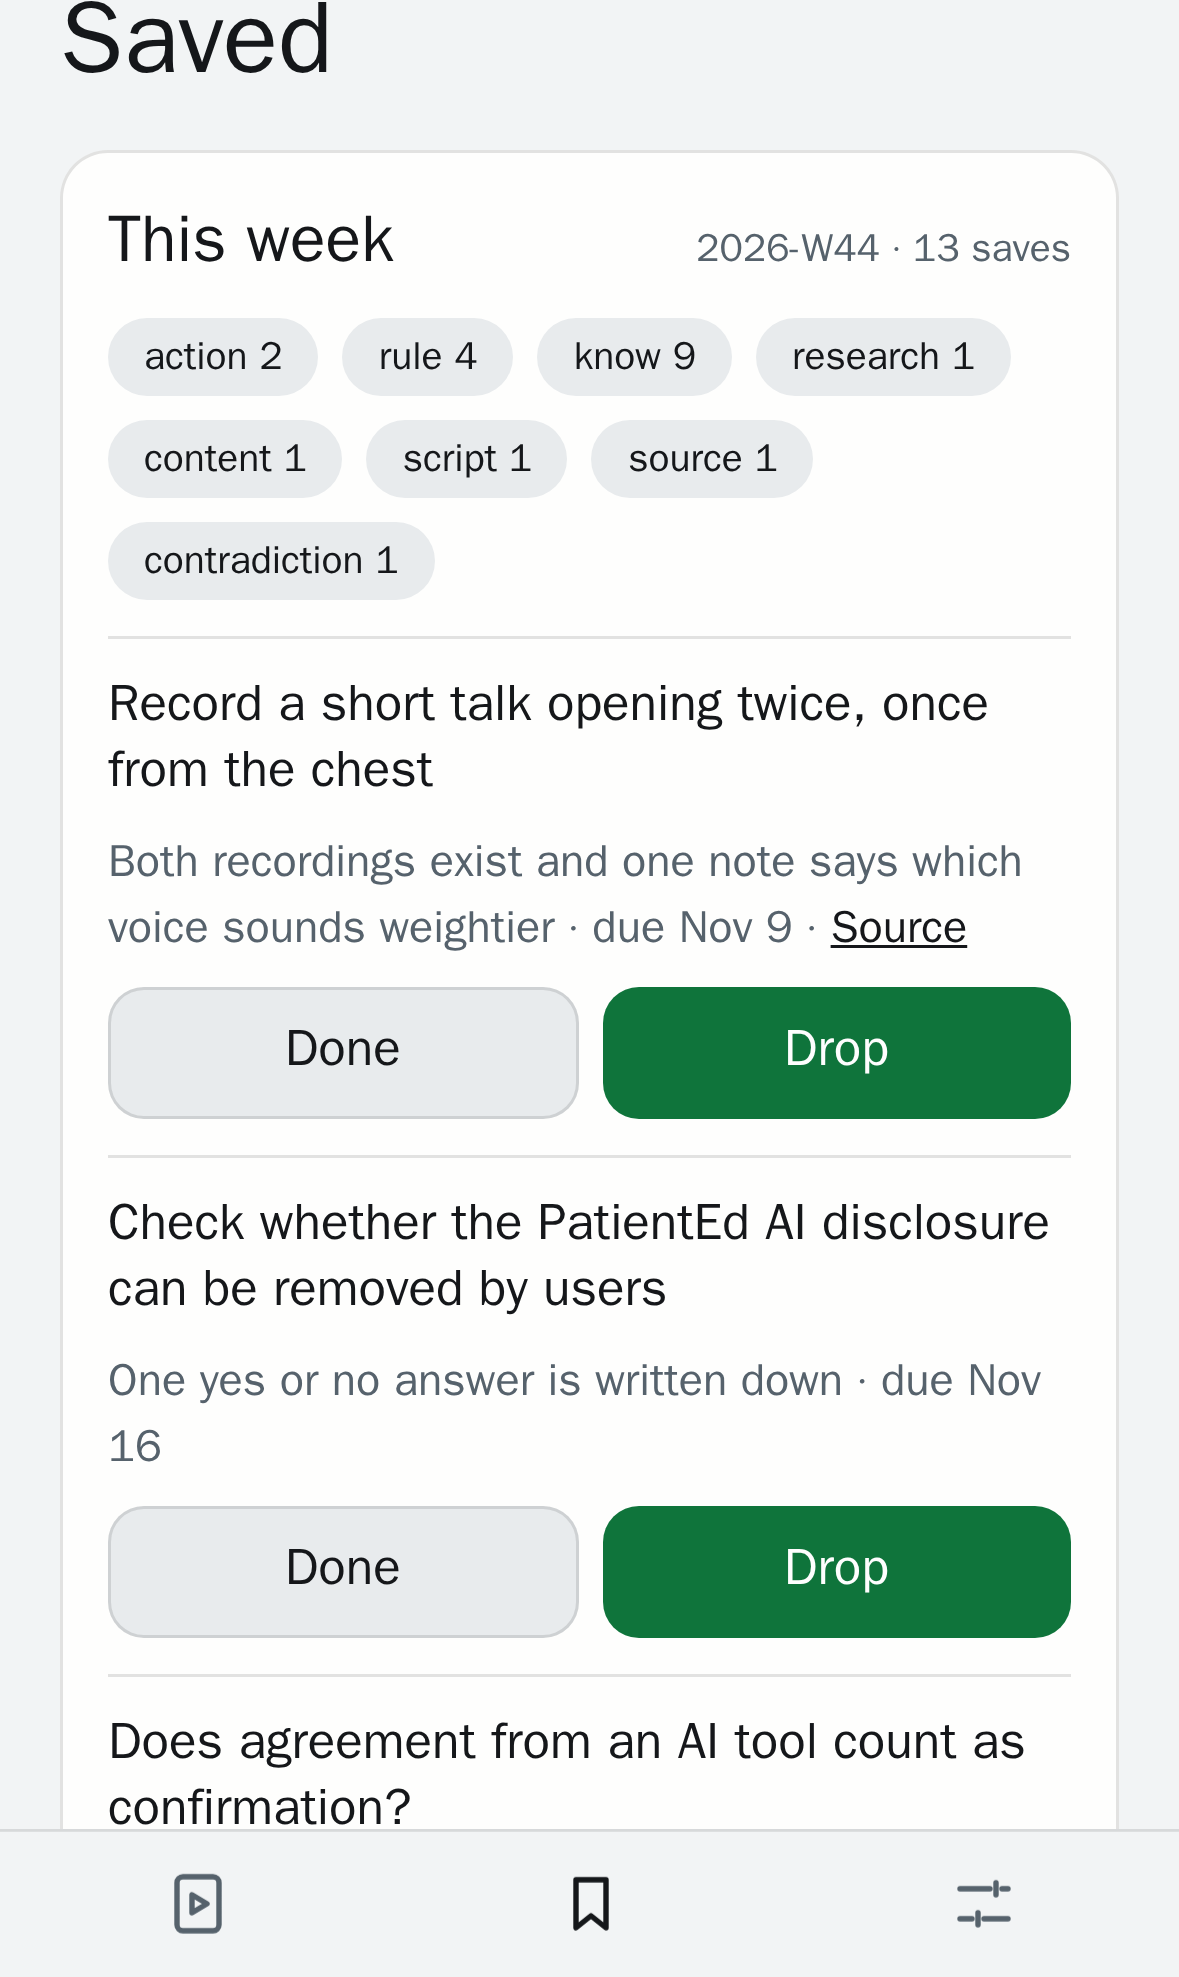 Saved
This week
2026-W44 · 13 saves
action 2
rule 4
know 9
research 1
content 1
script 1
source 1
contradiction 1
Record a short talk opening twice, once
from the chest
Both recordings exist and one note says which
voice sounds weightier · due Nov 9 · Source
Done
Drop
Check whether the PatientEd AI disclosure
can be removed by users
One yes or no answer is written down · due Nov
16
Done
Drop
Does agreement from an AI tool count as
confirmation?